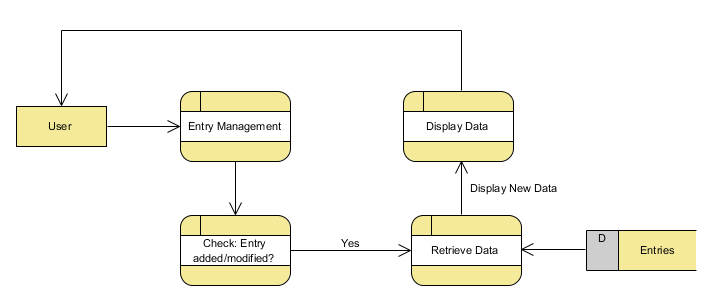 User
Entry Management
Display Data
Display New Data
Check: Entry
added/modified?
Yes
Retrieve Data
D
Entries